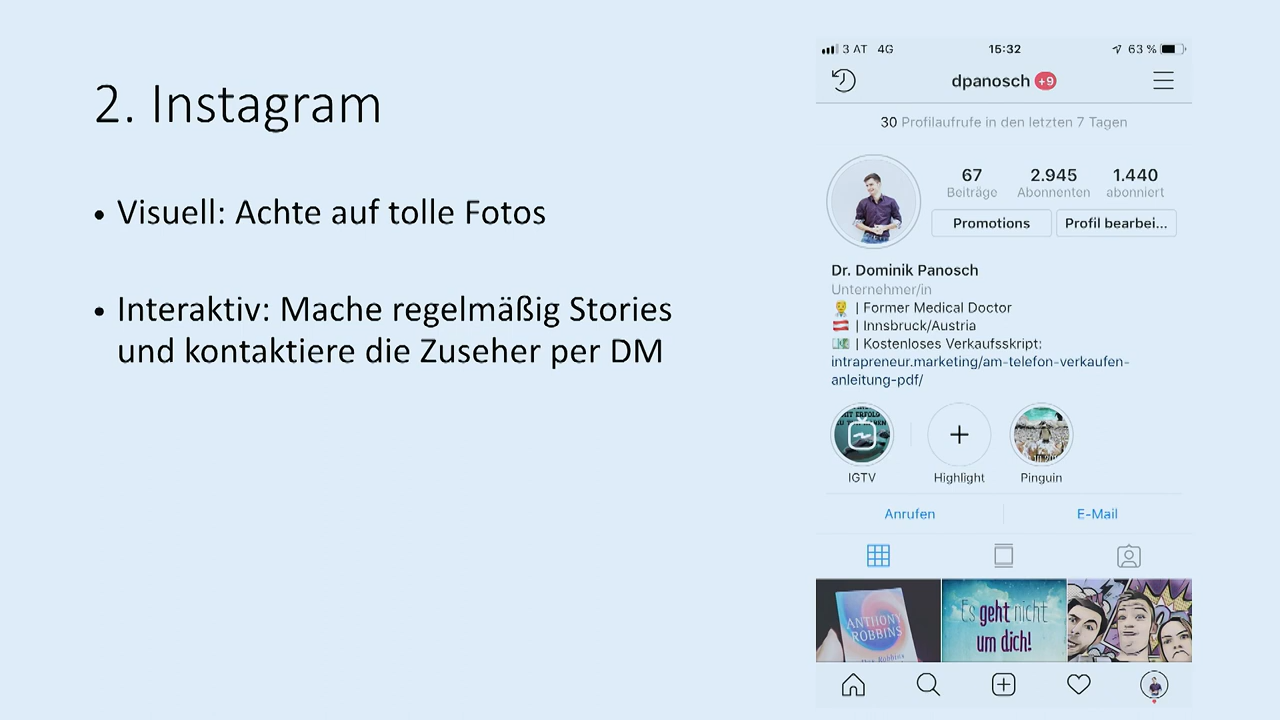 2. Instagram
• Visuell: Achte auf tolle Fotos
• Interaktiv: Mache regelmäßig Stories
und kontaktiere die Zuseher per DM
3 AT 4G 15:32 63 %
dpanosch +9
30 Profilaufrufe in den letzten 7 Tagen
67 2.945 1.440
Beiträge Abonnenten abonniert
Promotions Profil bearbei...
Dr. Dominik Panosch
Unternehmer/in
| Former Medical Doctor
| Innsbruck/Austria
| Kostenloses Verkaufsskript:
intrapreneur.marketing/am-telefon-verkaufen-
anleitung-pdf/
MIT ERFOLG
IGTV Highlight Pinguin
Anrufen E-Mail
ANTHONY
ROBBINS
Robbins
Es geht nicht
um dich!